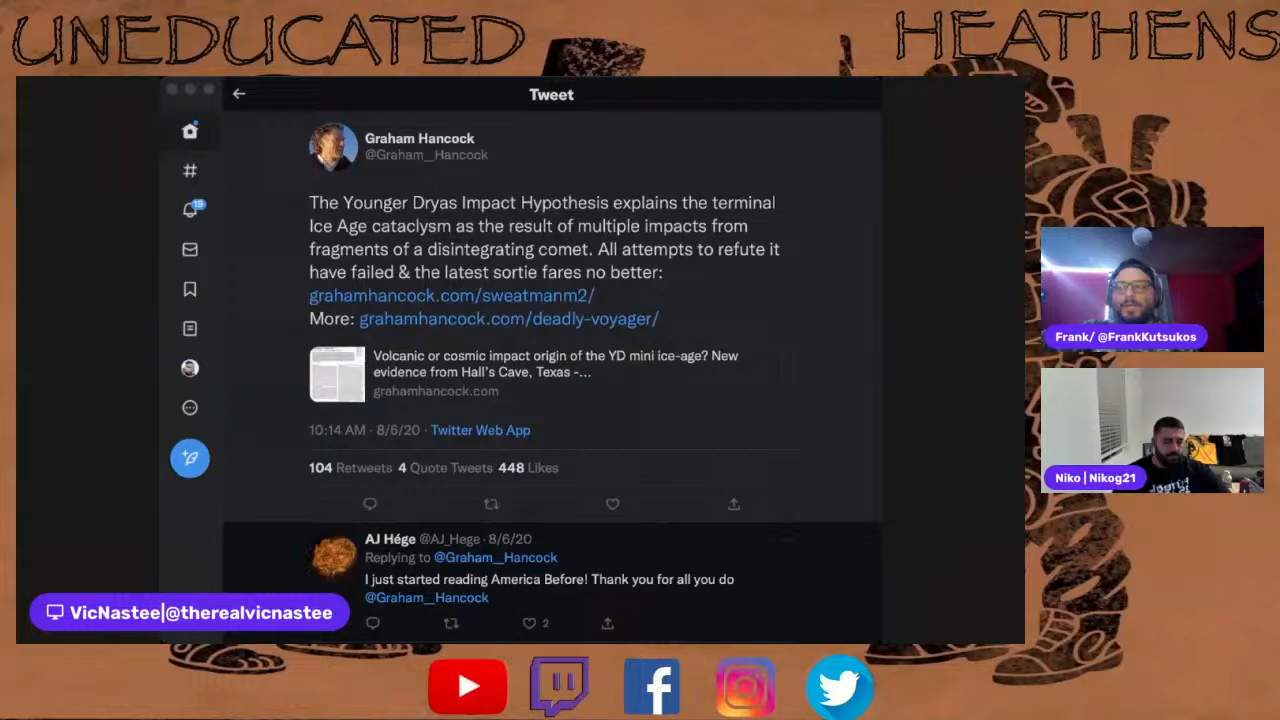 UNEDUCATED HEATHENS
Tweet
Graham Hancock
@Graham__Hancock
The Younger Dryas Impact Hypothesis explains the terminal
Ice Age cataclysm as the result of multiple impacts from
fragments of a disintegrating comet. All attempts to refute it
have failed & the latest sortie fares no better:
grahamhancock.com/sweatmanm2/
More: grahamhancock.com/deadly-voyager/
Volcanic or cosmic impact origin of the YD mini ice-age? New
evidence from Hall's Cave, Texas -...
grahamhancock.com
10:14 AM · 8/6/20 · Twitter Web App
104 Retweets 4 Quote Tweets 448 Likes
AJ Hége @AJ_Hege · 8/6/20
Replying to @Graham__Hancock
I just started reading America Before! Thank you for all you do
@Graham__Hancock
2
19
VicNastee|@therealvicnastee
Frank/ @FrankKutsukos
Niko | Nikog21